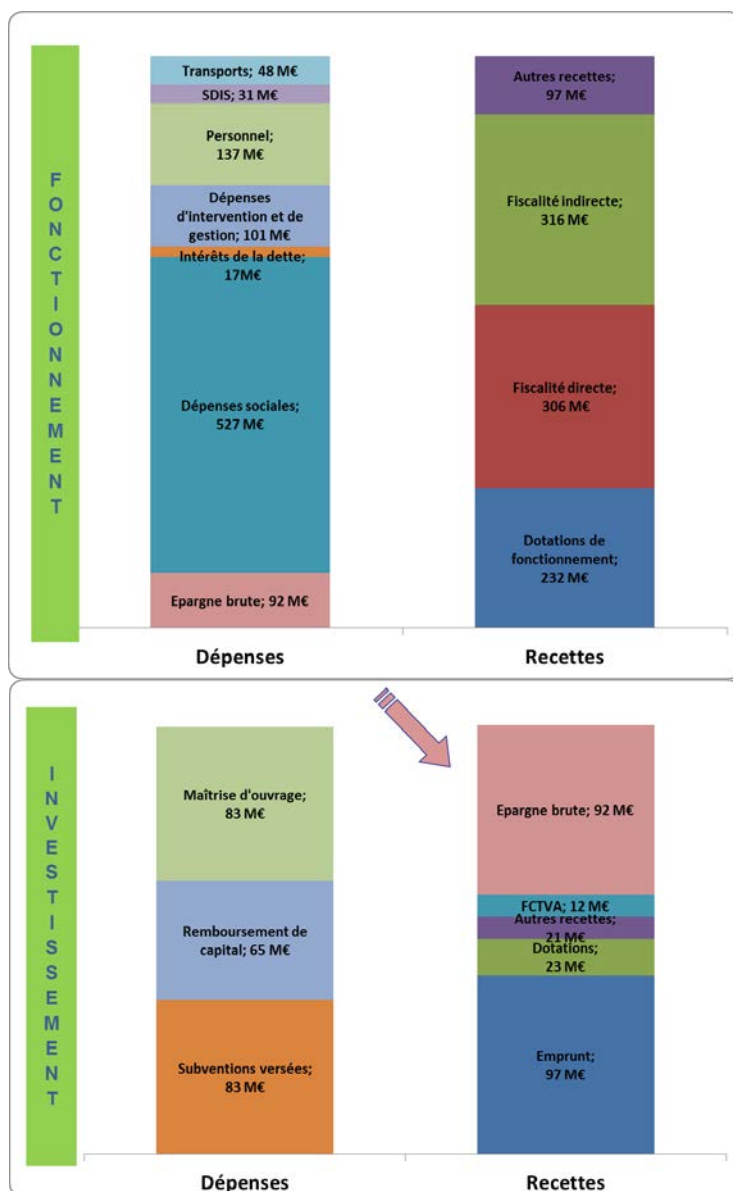 FONCTIONNEMENT
Transports; 48 M€
SDIS; 31 M€
Personnel;
137 M€
Dépenses
d'intervention et de
gestion; 101 M€
Intérêts de la dette;
17M€
Dépenses sociales;
527 M€
Epargne brute; 92 M€
Dépenses
Autres recettes;
97 M€
Fiscalité indirecte;
316 M€
Fiscalité directe;
306 M€
Dotations de
fonctionnement;
232 M€
Recettes
INVESTISSEMENT
Maîtrise d'ouvrage;
83 M€
Remboursement de
capital; 65 M€
Subventions versées;
83 M€
Dépenses
Epargne brute; 92 M€
FCTVA; 12 M€
Autres recettes;
21 M€
Dotations;
23 M€
Emprunt;
97 M€
Recettes